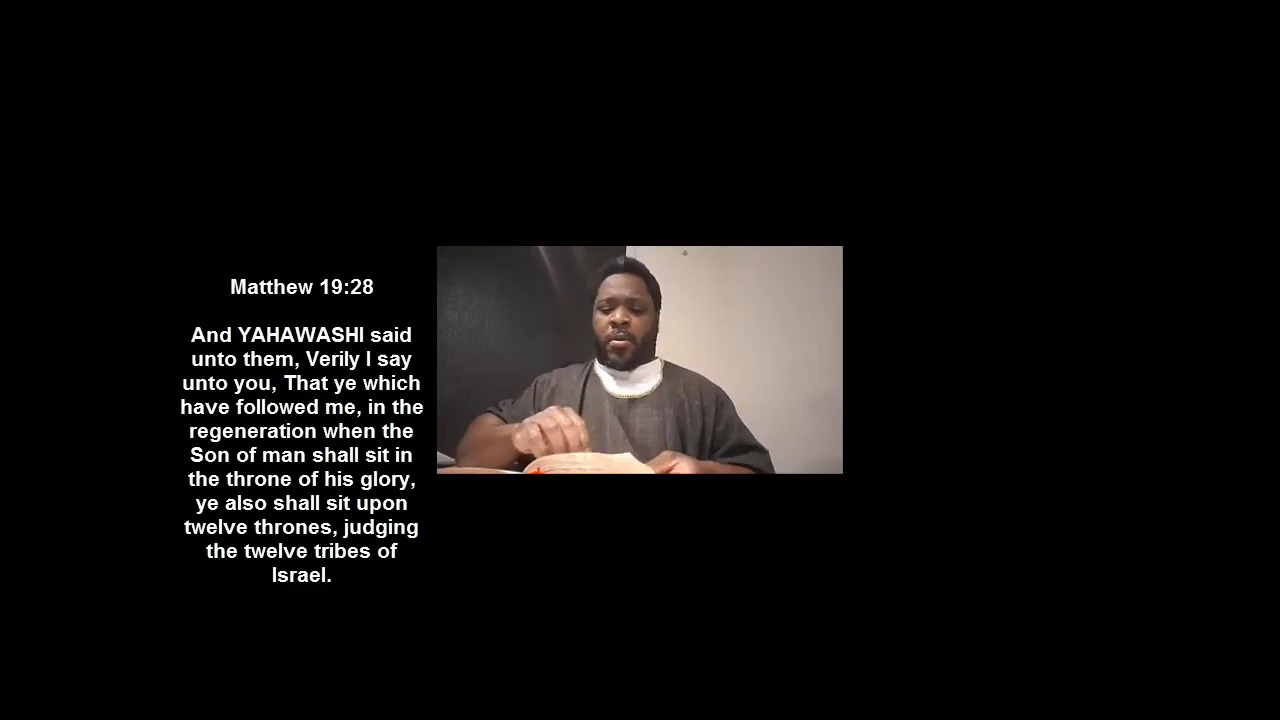 Matthew 19:28
And YAHAWASHI said
unto them, Verily I say
unto you, That ye which
have followed me, in the
regeneration when the
Son of man shall sit in
the throne of his glory,
ye also shall sit upon
twelve thrones, judging
the twelve tribes of
Israel.